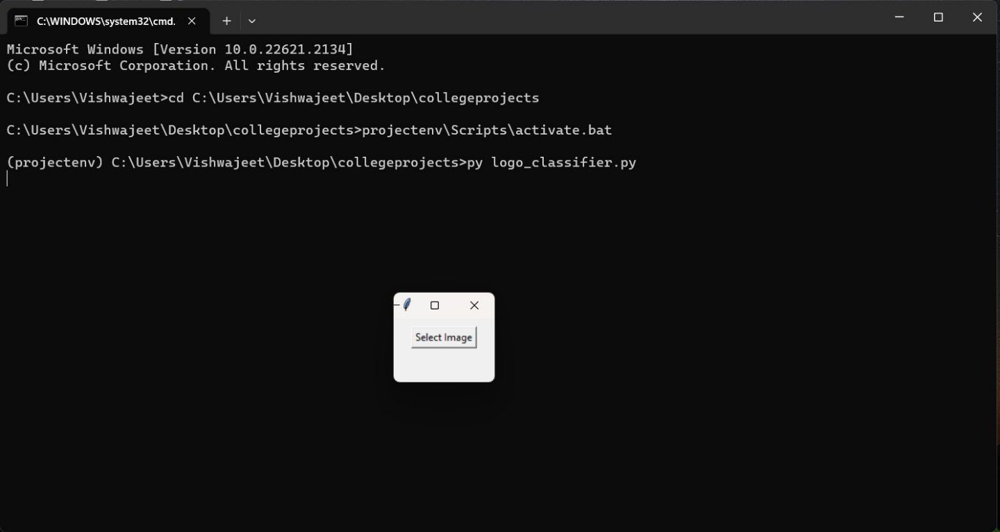 C:\WINDOWS\system32\cmd.
Microsoft Windows [Version 10.0.22621.2134]
(c) Microsoft Corporation. All rights reserved.
C:\Users\Vishwajeet>cd C:\Users\Vishwajeet\Desktop\collegeprojects
C:\Users\Vishwajeet\Desktop\collegeprojects>projectenv\Scripts\activate.bat
(projectenv) C:\Users\Vishwajeet\Desktop\collegeprojects>py logo_classifier.py
Select Image